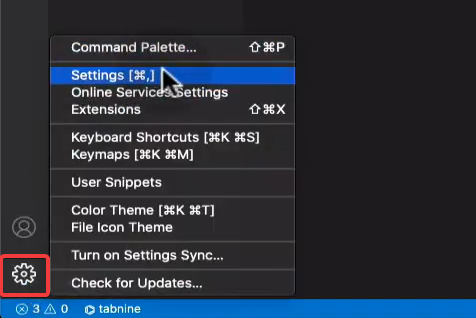 Command Palette... ⇧⌘P
Settings [⌘,]
Online Services Settings
Extensions ⇧⌘X
Keyboard Shortcuts [⌘K ⌘S]
Keymaps [⌘K ⌘M]
User Snippets
Color Theme [⌘K ⌘T]
File Icon Theme
Turn on Settings Sync...
Check for Updates...
3 0 tabnine